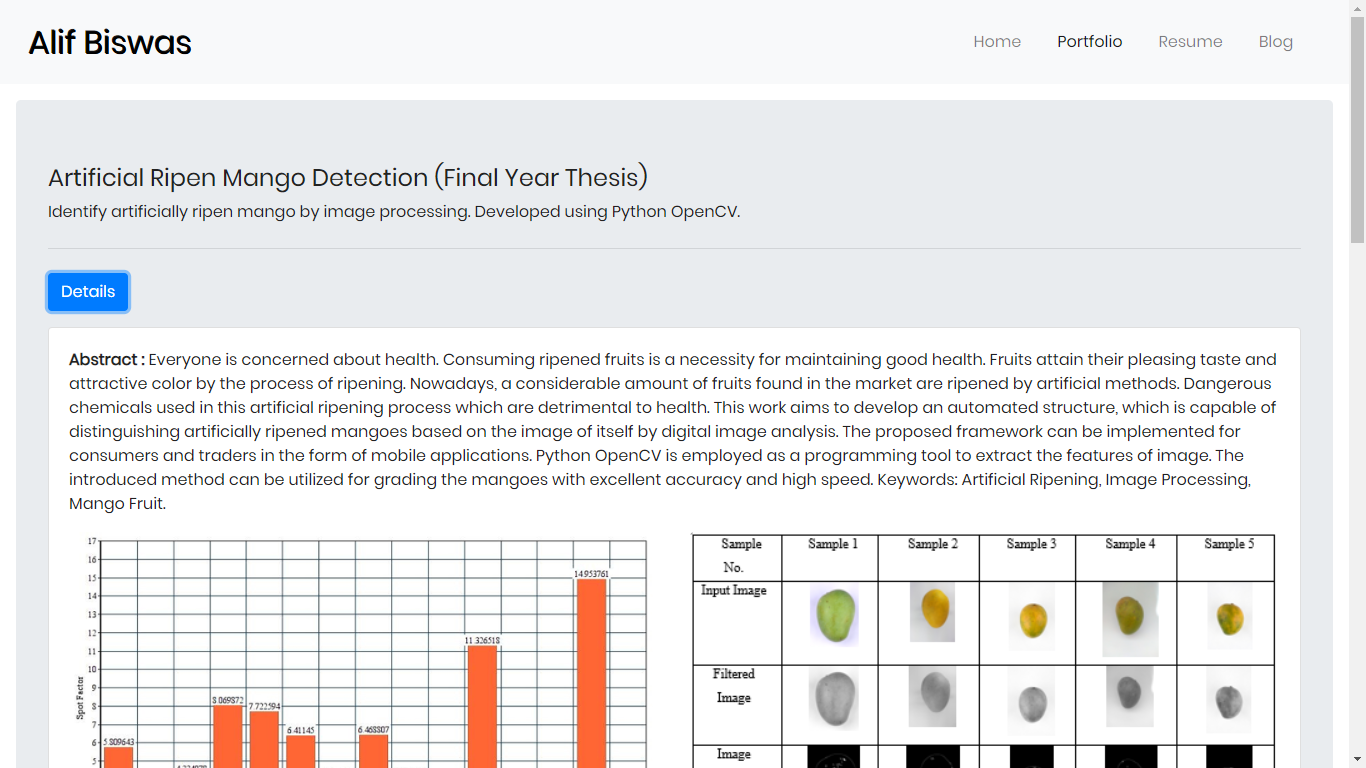 Alif Biswas
Home Portfolio Resume Blog
Artificial Ripen Mango Detection (Final Year Thesis)
Identify artificially ripen mango by image processing. Developed using Python OpenCV.
Details
Abstract : Everyone is concerned about health. Consuming ripened fruits is a necessity for maintaining good health. Fruits attain their pleasing taste and
attractive color by the process of ripening. Nowadays, a considerable amount of fruits found in the market are ripened by artificial methods. Dangerous
chemicals used in this artificial ripening process which are detrimental to health. This work aims to develop an automated structure, which is capable of
distinguishing artificially ripened mangoes based on the image of itself by digital image analysis. The proposed framework can be implemented for
consumers and traders in the form of mobile applications. Python OpenCV is employed as a programming tool to extract the features of image. The
introduced method can be utilized for grading the mangoes with excellent accuracy and high speed. Keywords: Artificial Ripening, Image Processing,
Mango Fruit.
17
16
15
14
13
12
11
10
9
8
7
6
5
Spot Factor
5.809643
8.069872
7.722594
6.41145
6.468807
11.326518
14.953761
Sample No.
Sample 1
Sample 2
Sample 3
Sample 4
Sample 5
Input Image
Filtered
Image
Image